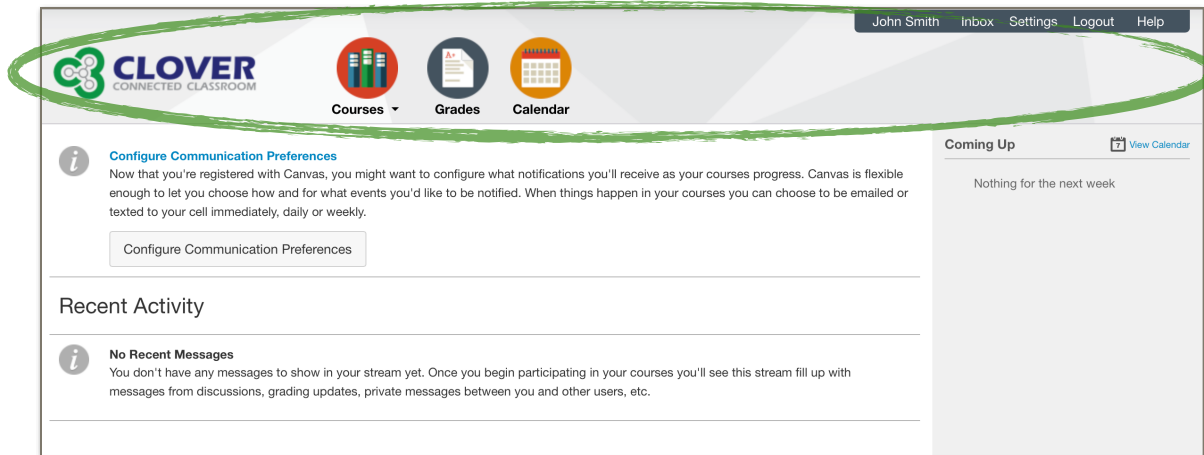 John Smith Inbox Settings Logout Help
CLOVER
CONNECTED CLASSROOM
A+
Courses Grades Calendar
Configure Communication Preferences
Now that you're registered with Canvas, you might want to configure what notifications you'll receive as your courses progress. Canvas is flexible
enough to let you choose how and for what events you'd like to be notified. When things happen in your courses you can choose to be emailed or
texted to your cell immediately, daily or weekly.
Configure Communication Preferences
Recent Activity
No Recent Messages
You don't have any messages to show in your stream yet. Once you begin participating in your courses you'll see this stream fill up with
messages from discussions, grading updates, private messages between you and other users, etc.
Coming Up 7 View Calendar
Nothing for the next week